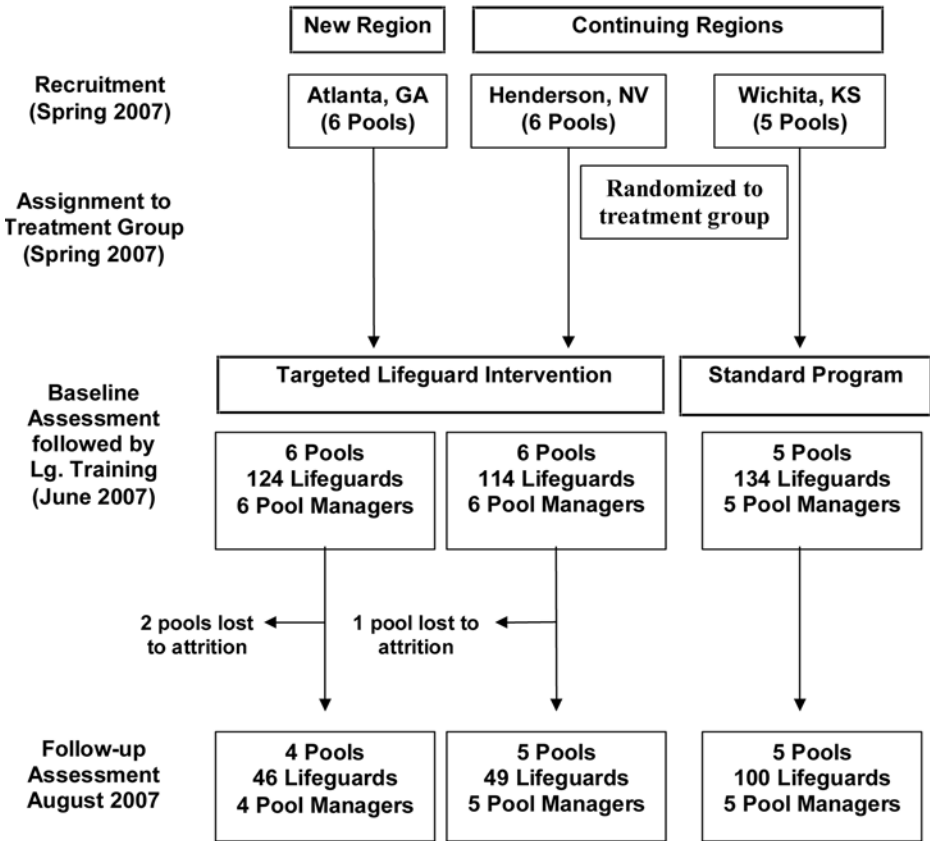 New Region
Continuing Regions
Recruitment
(Spring 2007)
Atlanta, GA
(6 Pools)
Henderson, NV
(6 Pools)
Wichita, KS
(5 Pools)
Assignment to
Treatment Group
(Spring 2007)
Randomized to
treatment group
Baseline
Assessment
followed by
Lg. Training
(June 2007)
Targeted Lifeguard Intervention
Standard Program
6 Pools
124 Lifeguards
6 Pool Managers
6 Pools
114 Lifeguards
6 Pool Managers
5 Pools
134 Lifeguards
5 Pool Managers
2 pools lost
to attrition
1 pool lost to
attrition
Follow-up
Assessment
August 2007
4 Pools
46 Lifeguards
4 Pool Managers
5 Pools
49 Lifeguards
5 Pool Managers
5 Pools
100 Lifeguards
5 Pool Managers